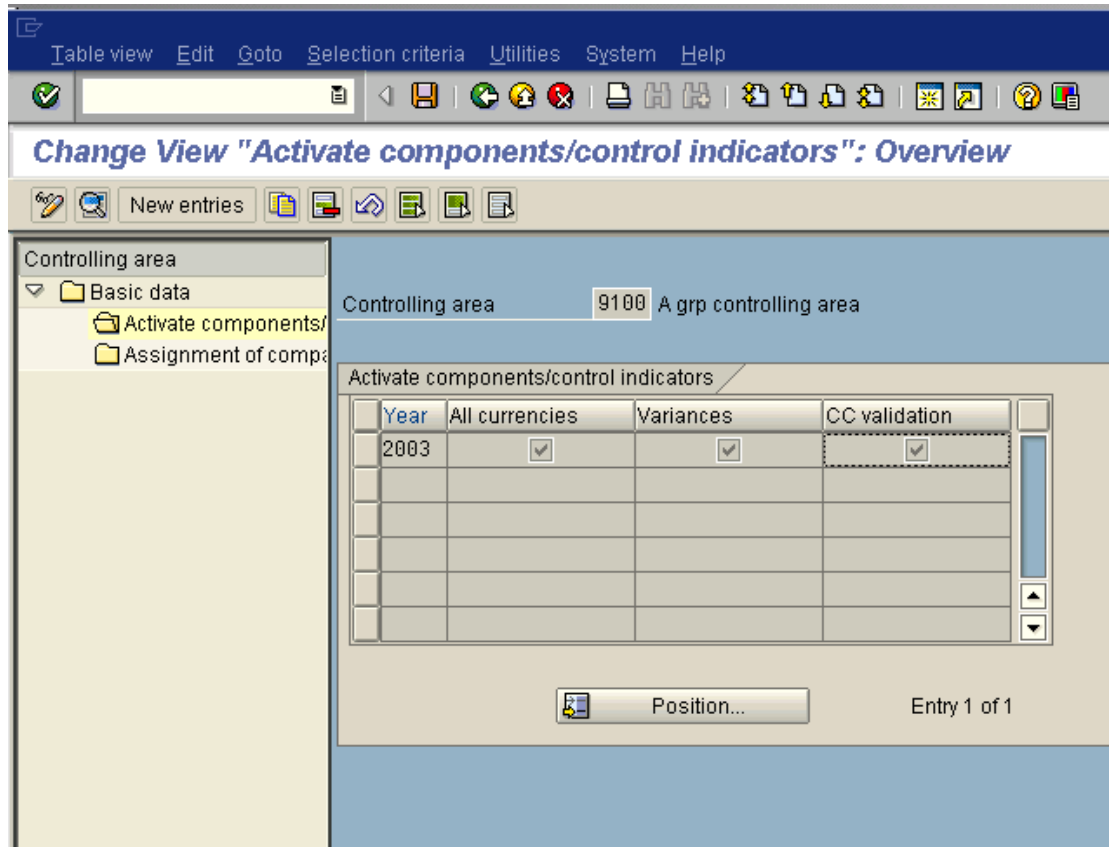 Table view Edit Goto Selection criteria Utilities System Help
Change View "Activate components/control indicators": Overview
New entries
Controlling area
Basic data
Activate components/
Assignment of compa
Controlling area 9100 A grp controlling area
Activate components/control indicators
Year All currencies Variances CC validation
2003
Position... Entry 1 of 1